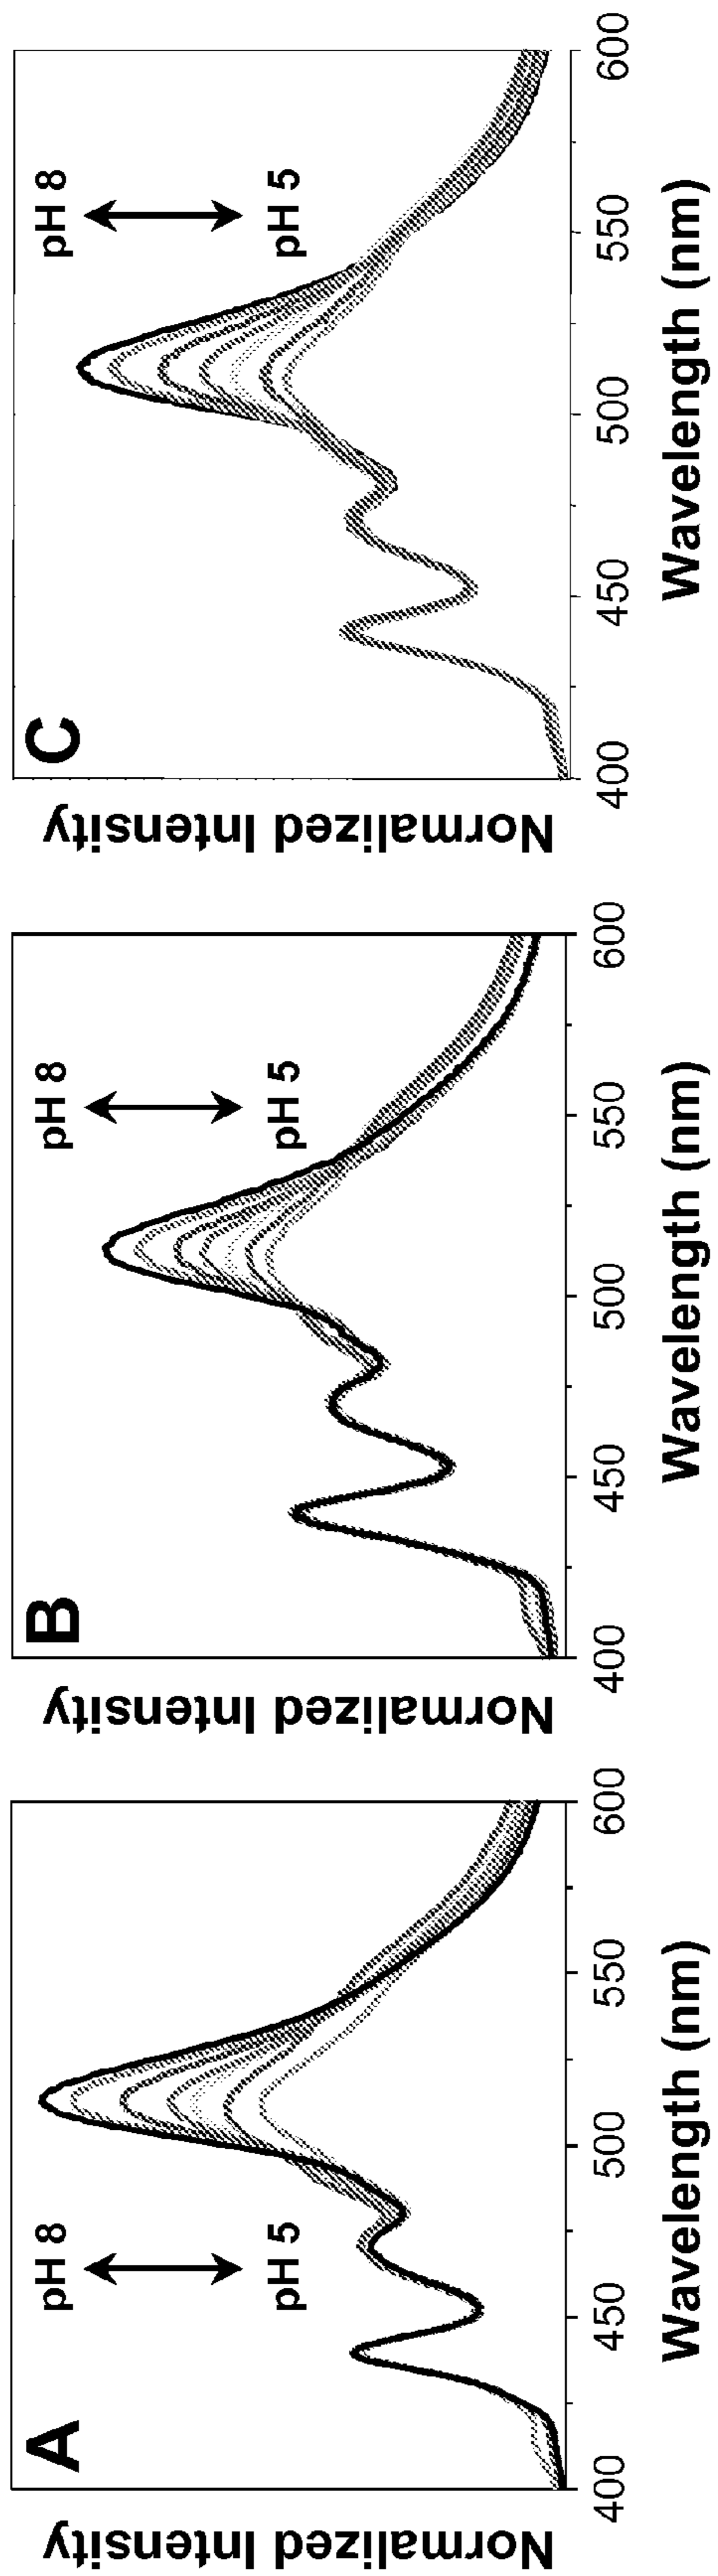 A
pH 8
pH 5
Normalized Intensity
400 450 500 550 600
Wavelength (nm)
B
pH 8
pH 5
Normalized Intensity
400 450 500 550 600
Wavelength (nm)
C
pH 8
pH 5
Normalized Intensity
400 450 500 550 600
Wavelength (nm)